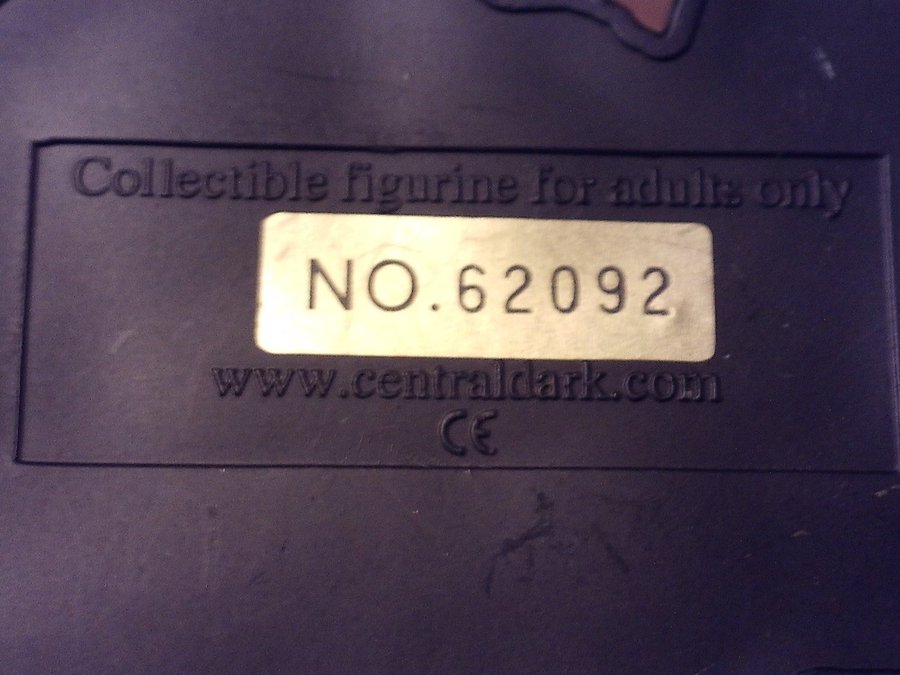 Collectible figurine for adults only
NO.62092
www.centraldark.com
CE